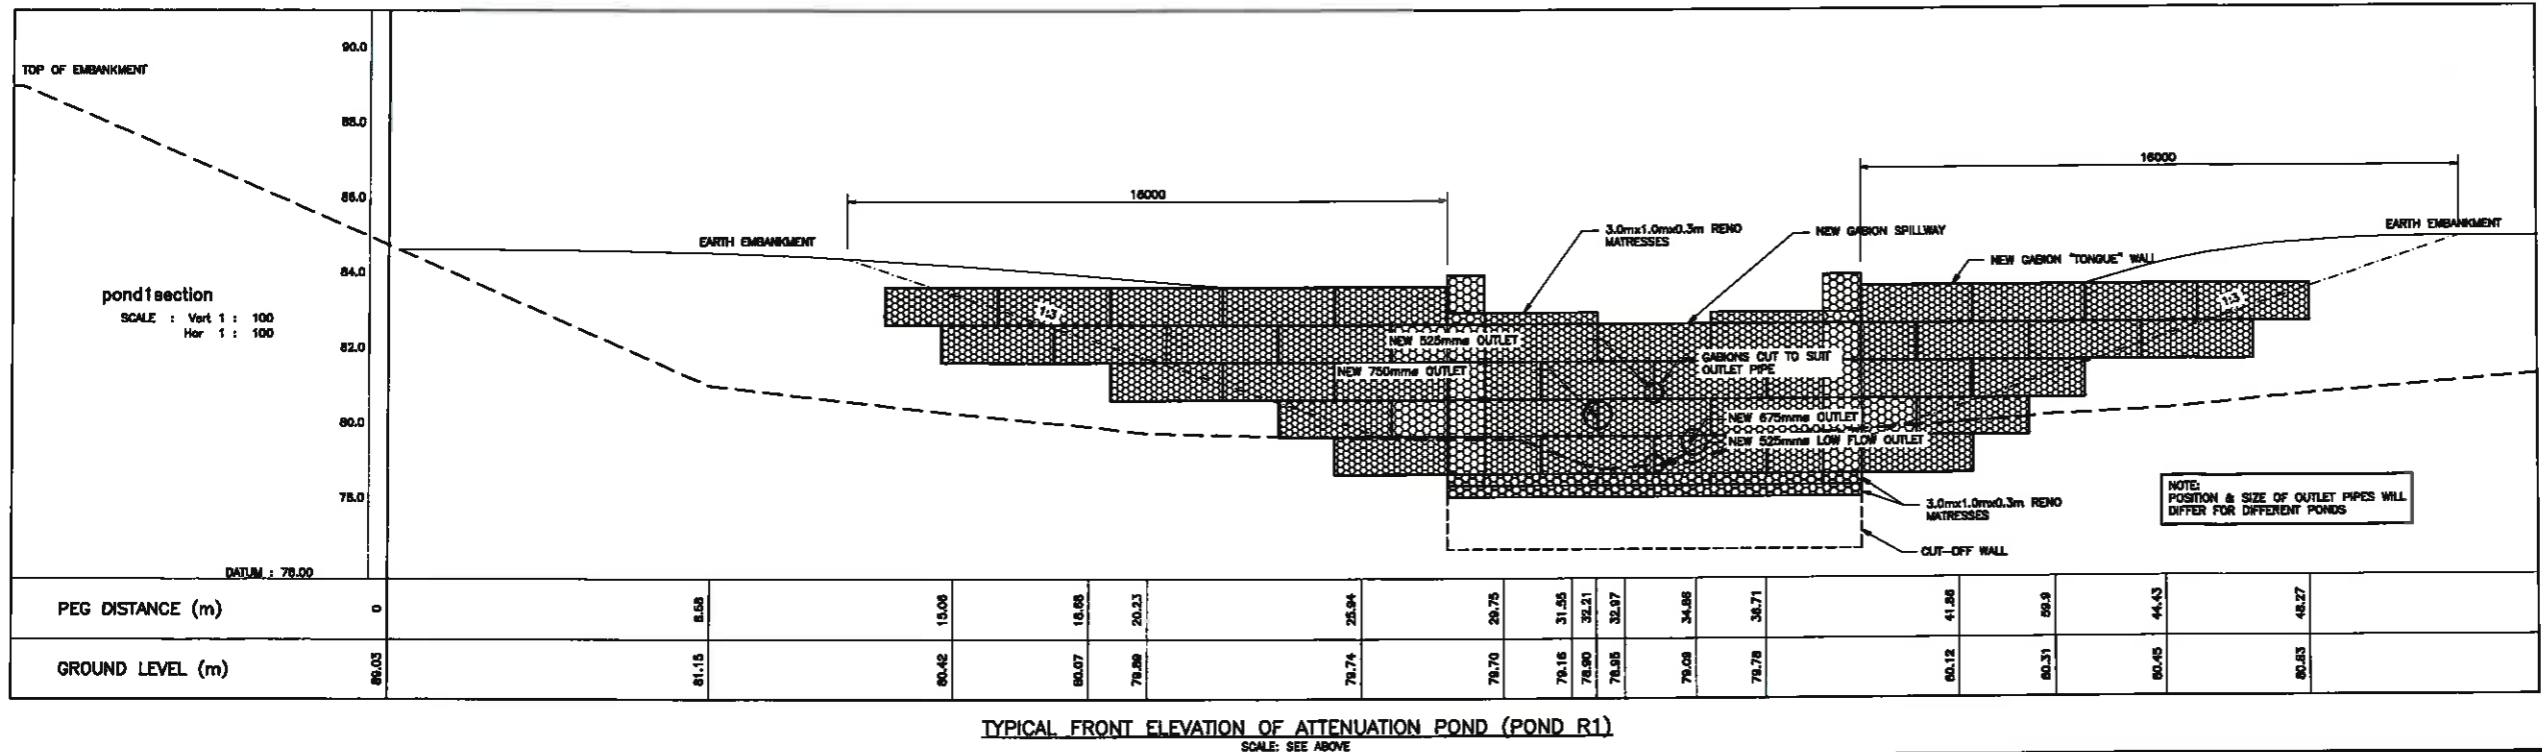 90.0
TOP OF EMBANKMENT
88.0
86.0
84.0
82.0
80.0
78.0
pond1section
SCALE : Vert 1 : 100
Hor 1 : 100
DATUM : 76.00
EARTH EMBANKMENT
16000
16000
3.0mx1.0mx0.3m RENO
MATRESSES
NEW GABION SPILLWAY
NEW GABION "TONGUE" WALL
EARTH EMBANKMENT
1:3
1:3
NEW 525mmø OUTLET
NEW 750mmø OUTLET
GABIONS CUT TO SUIT
OUTLET PIPE
NEW 675mmø OUTLET
NEW 525mmø LOW FLOW OUTLET
3.0mx1.0mx0.3m RENO
MATRESSES
CUT-OFF WALL
NOTE:
POSITION & SIZE OF OUTLET PIPES WILL
DIFFER FOR DIFFERENT PONDS
PEG DISTANCE (m) 0 8.58 15.06 18.68 20.23 25.94 29.75 31.55 32.21 32.97 34.86 36.71 41.86 44.43 48.27
GROUND LEVEL (m) 89.03 81.15 80.42 80.07 79.89 79.74 79.70 79.16 78.90 78.95 79.09 79.78 80.12 80.31 80.45 80.83
TYPICAL FRONT ELEVATION OF ATTENUATION POND (POND R1)
SCALE: SEE ABOVE